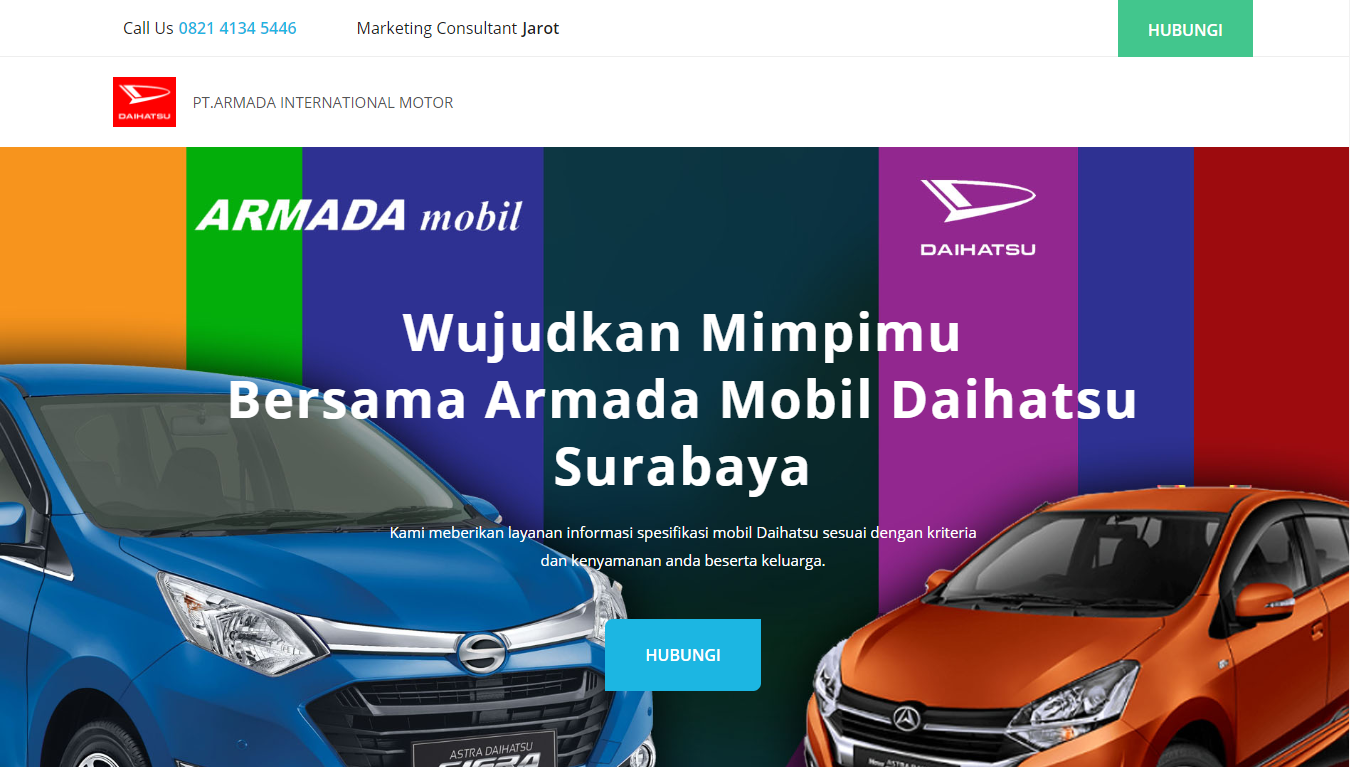 Call Us 0821 4134 5446
Marketing Consultant Jarot
HUBUNGI
DAIHATSU
PT.ARMADA INTERNATIONAL MOTOR
ARMADA mobil
DAIHATSU
Wujudkan Mimpimu
Bersama Armada Mobil Daihatsu
Surabaya
Kami meberikan layanan informasi spesifikasi mobil Daihatsu sesuai dengan kriteria
dan kenyamanan anda beserta keluarga.
HUBUNGI
ASTRA DAIHATSU
SIGRA